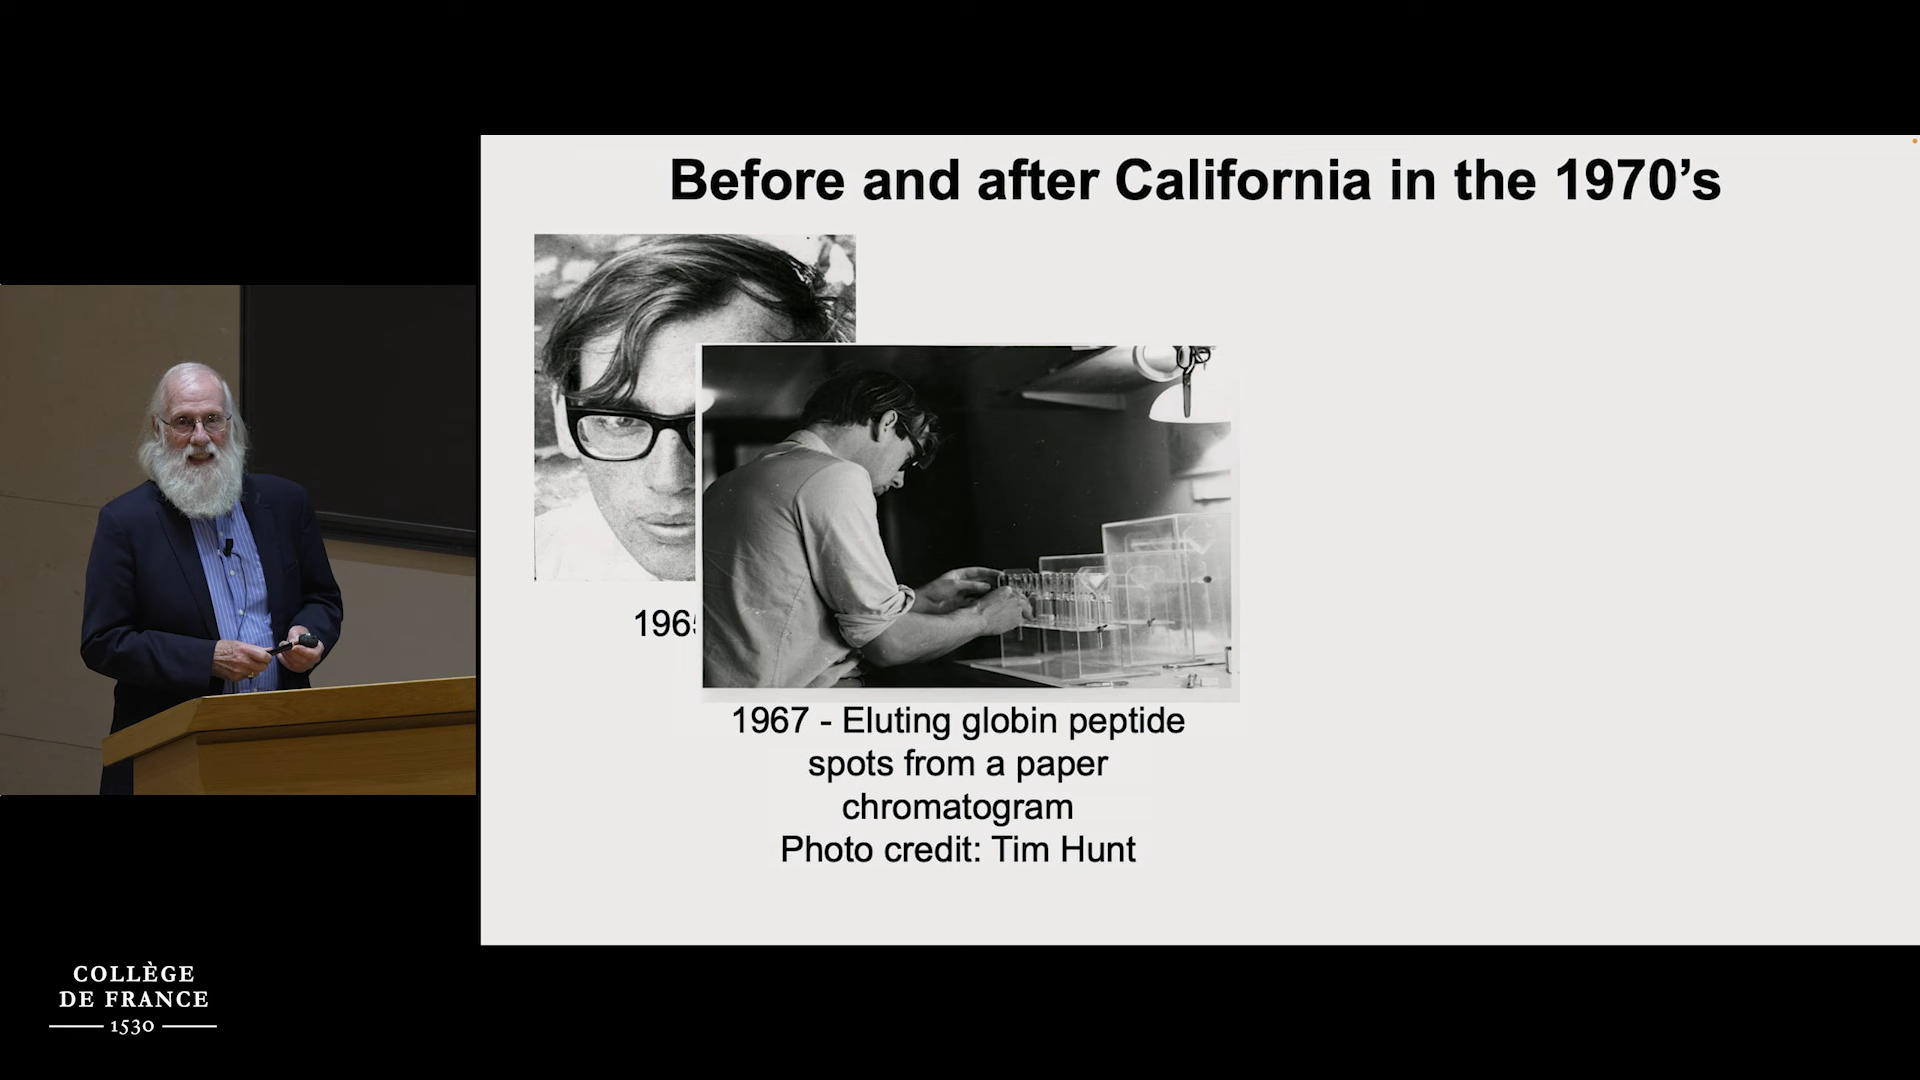 Before and after California in the 1970's
1967 - Eluting globin peptide
spots from a paper
chromatogram
Photo credit: Tim Hunt
COLLÈGE
DE FRANCE
1530